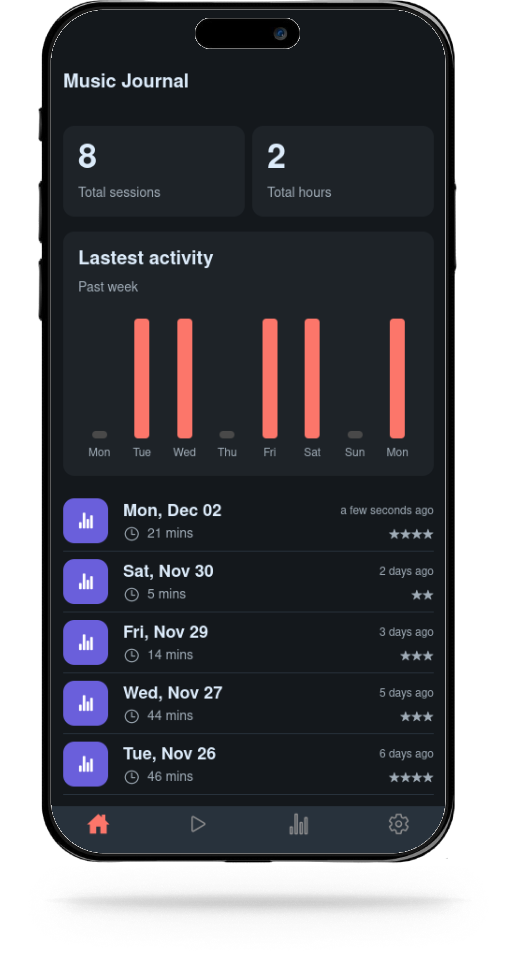 Music Journal
8
Total sessions
2
Total hours
Lastest activity
Past week
Mon Tue Wed Thu Fri Sat Sun Mon
Mon, Dec 02
a few seconds ago
21 mins
★★★★
Sat, Nov 30
2 days ago
5 mins
★★
Fri, Nov 29
3 days ago
14 mins
★★★
Wed, Nov 27
5 days ago
44 mins
★★★
Tue, Nov 26
6 days ago
46 mins
★★★★